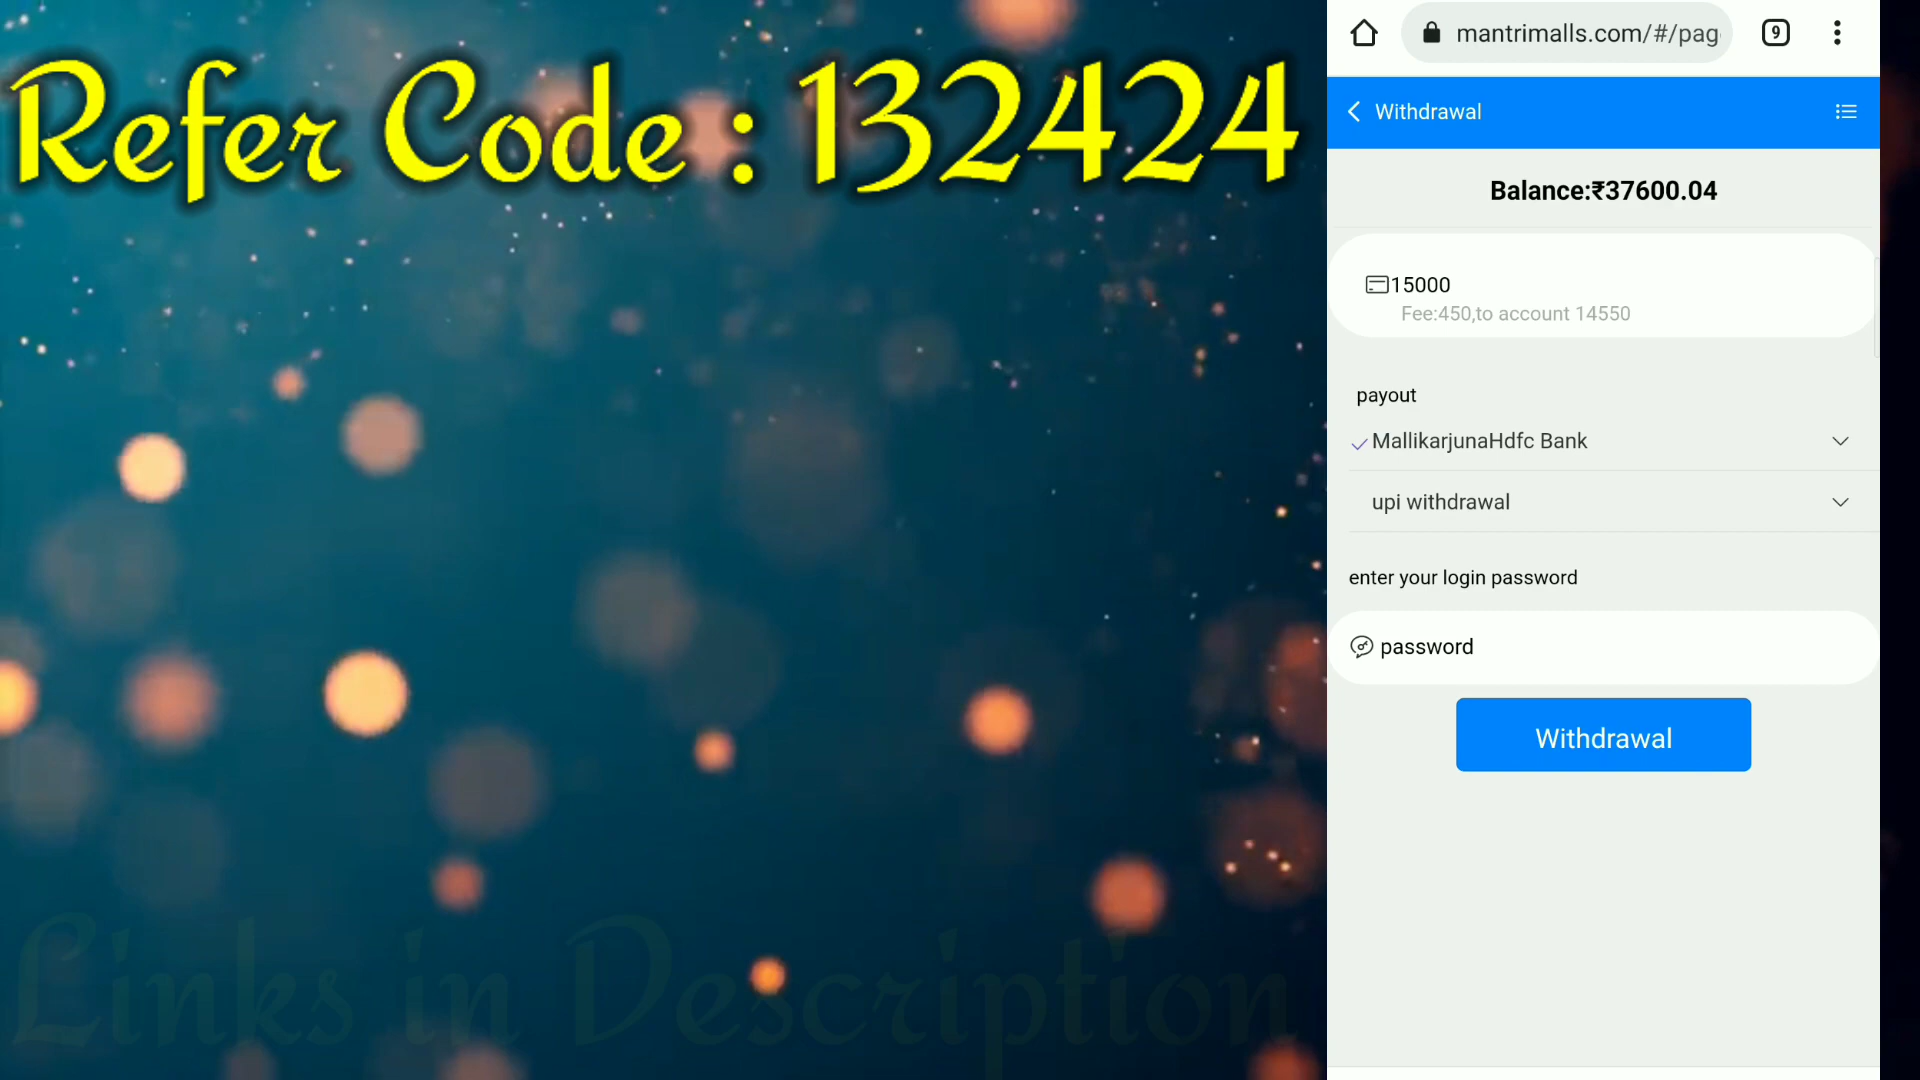 Refer Code : 132424
mantrimalls.com/#/pag
9
Withdrawal
Balance:₹37600.04
15000
Fee:450,to account 14550
payout
MallikarjunaHdfc Bank
upi withdrawal
enter your login password
password
Withdrawal
Links in Description